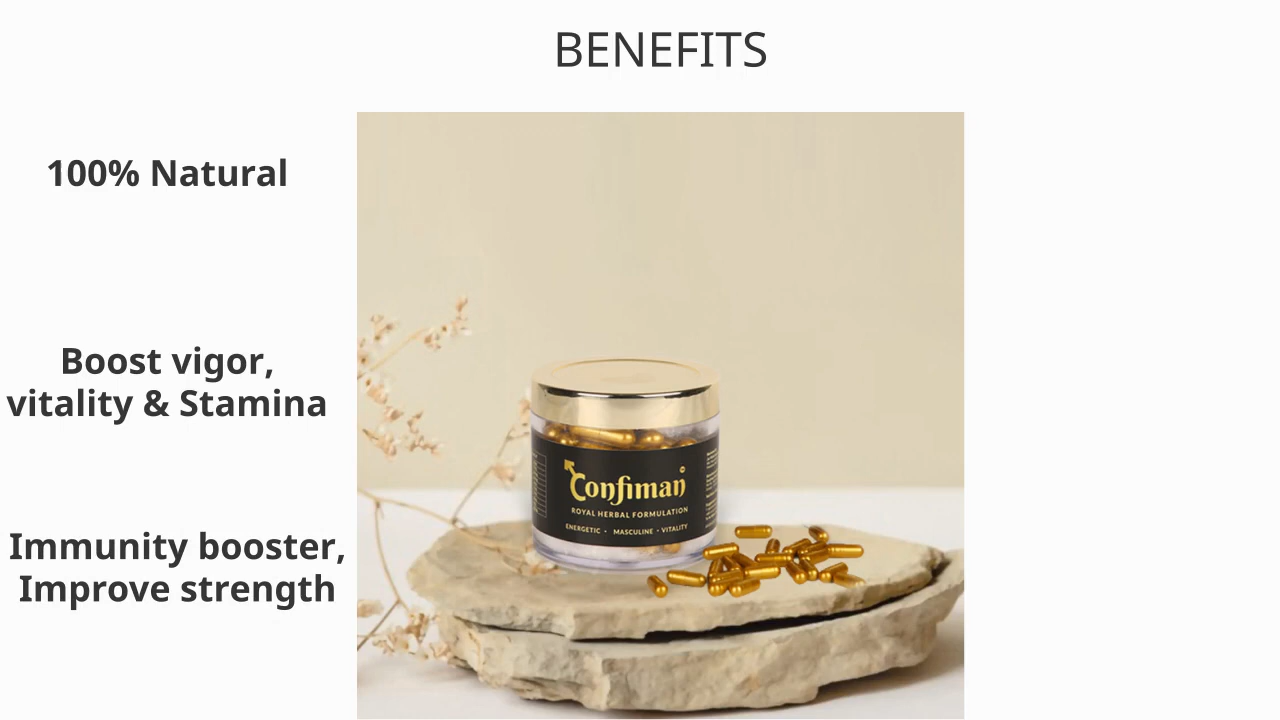 BENEFITS
100% Natural
Boost vigor,
vitality & Stamina
Immunity booster,
Improve strength
Confiman
ROYAL HERBAL FORMULATION
ENERGETIC • MASCULINE • VITALITY